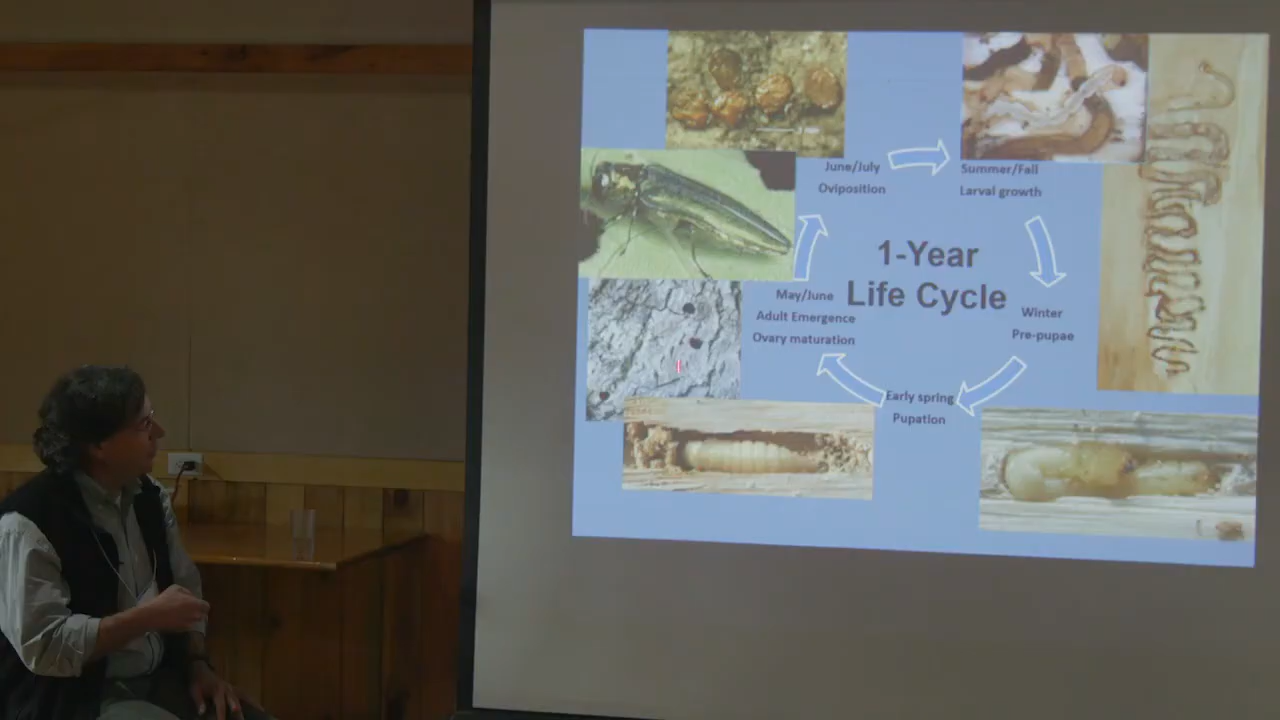 1-Year
Life Cycle
June/July
Oviposition
Summer/Fall
Larval growth
Winter
Pre-pupae
Early spring
Pupation
May/June
Adult Emergence
Ovary maturation